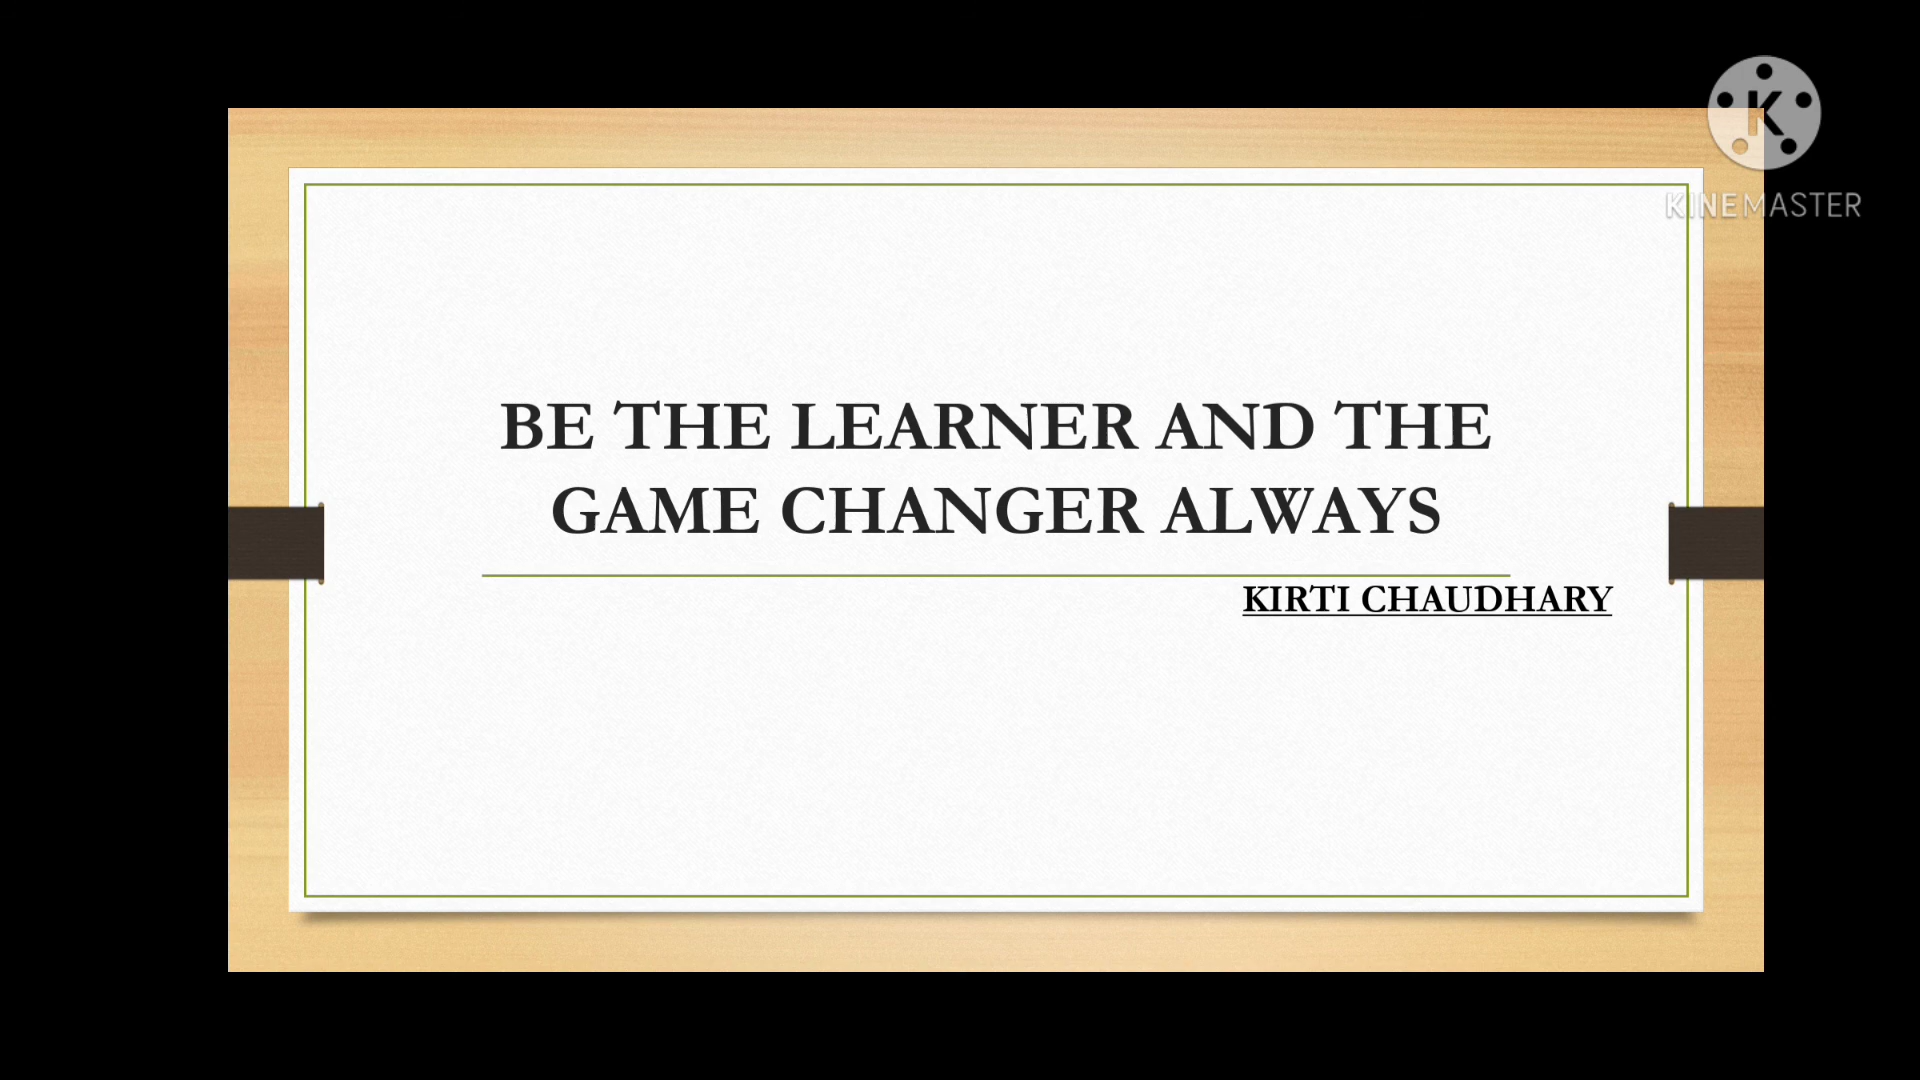 K
KINEMASTER
BE THE LEARNER AND THE
GAME CHANGER ALWAYS
KIRTI CHAUDHARY